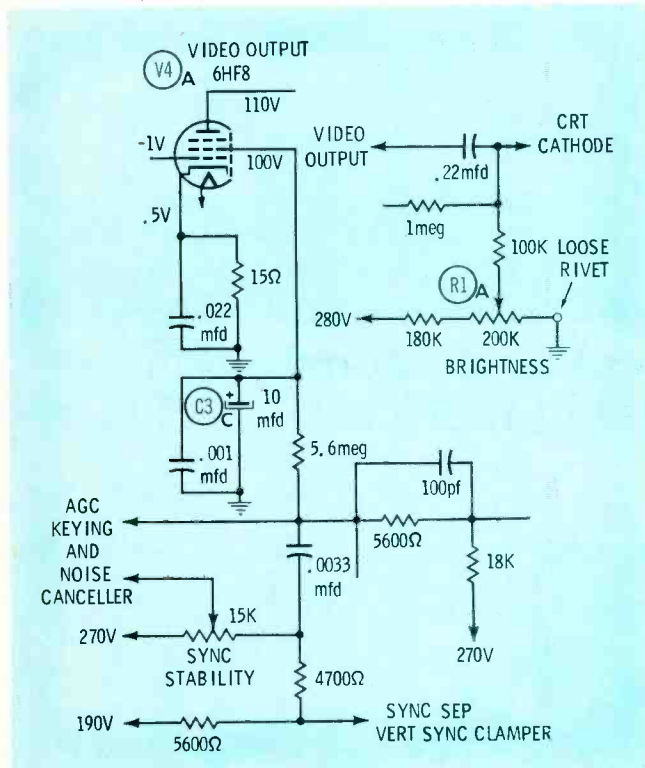 VIDEO OUTPUT
V4 A
6HF8
110V
-1V
100V
.5V
15Ω
.022
mfd
C3 C
+
10
mfd
.001
mfd
5.6meg
VIDEO
OUTPUT
CRT
CATHODE
.22mfd
1meg
100K
LOOSE
RIVET
R1 A
280V
180K
200K
BRIGHTNESS
AGC
KEYING
AND
NOISE
CANCELLER
100pf
5600Ω
.0033
mfd
18K
270V
15K
270V
SYNC
STABILITY
4700Ω
190V
5600Ω
SYNC SEP
VERT SYNC CLAMPER